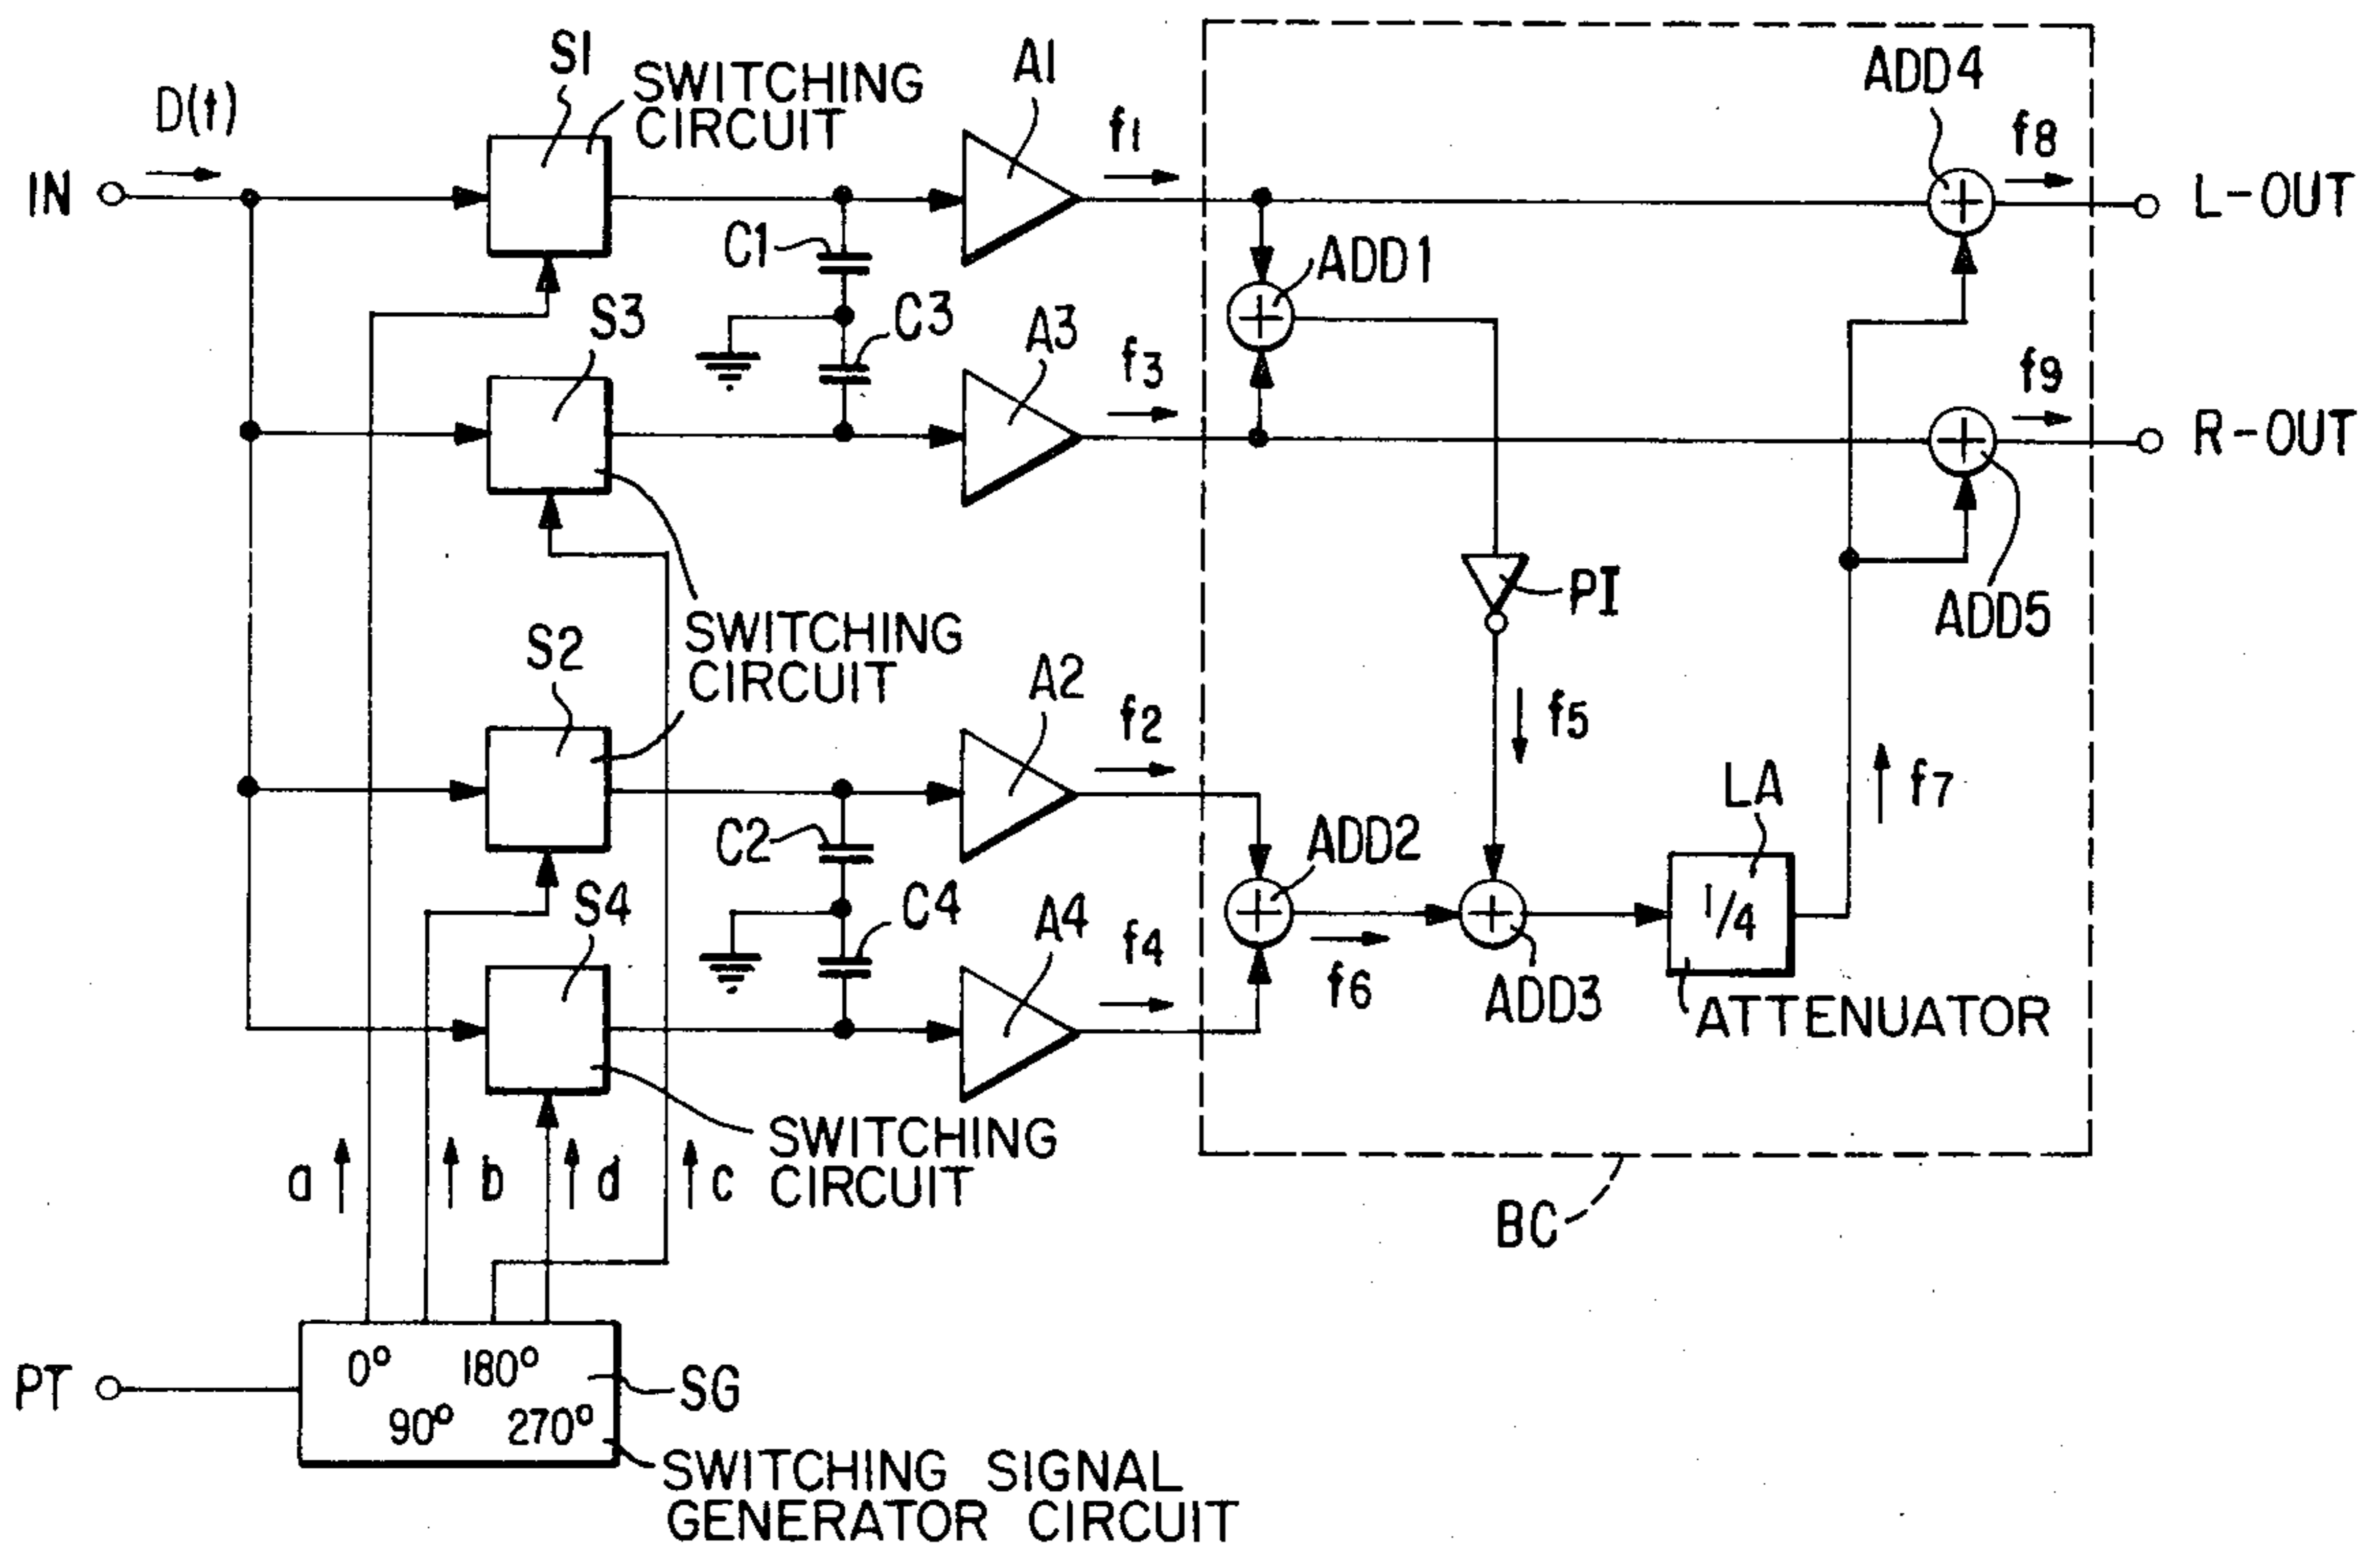 S1
SWITCHING
CIRCUIT
A1
ADD4
D(t)
f1
f8
IN
L-OUT
C1
ADD1
S3
C3
A3
f3
f9
R-OUT
PI
ADD5
S2
SWITCHING
CIRCUIT
A2
f2
f5
LA
f7
C2
ADD2
S4
C4
A4
f4
1/4
f6
ADD3
ATTENUATOR
SWITCHING
CIRCUIT
a
b
d
c
BC
PT
0°
180°
SG
90°
270°
SWITCHING SIGNAL
GENERATOR CIRCUIT